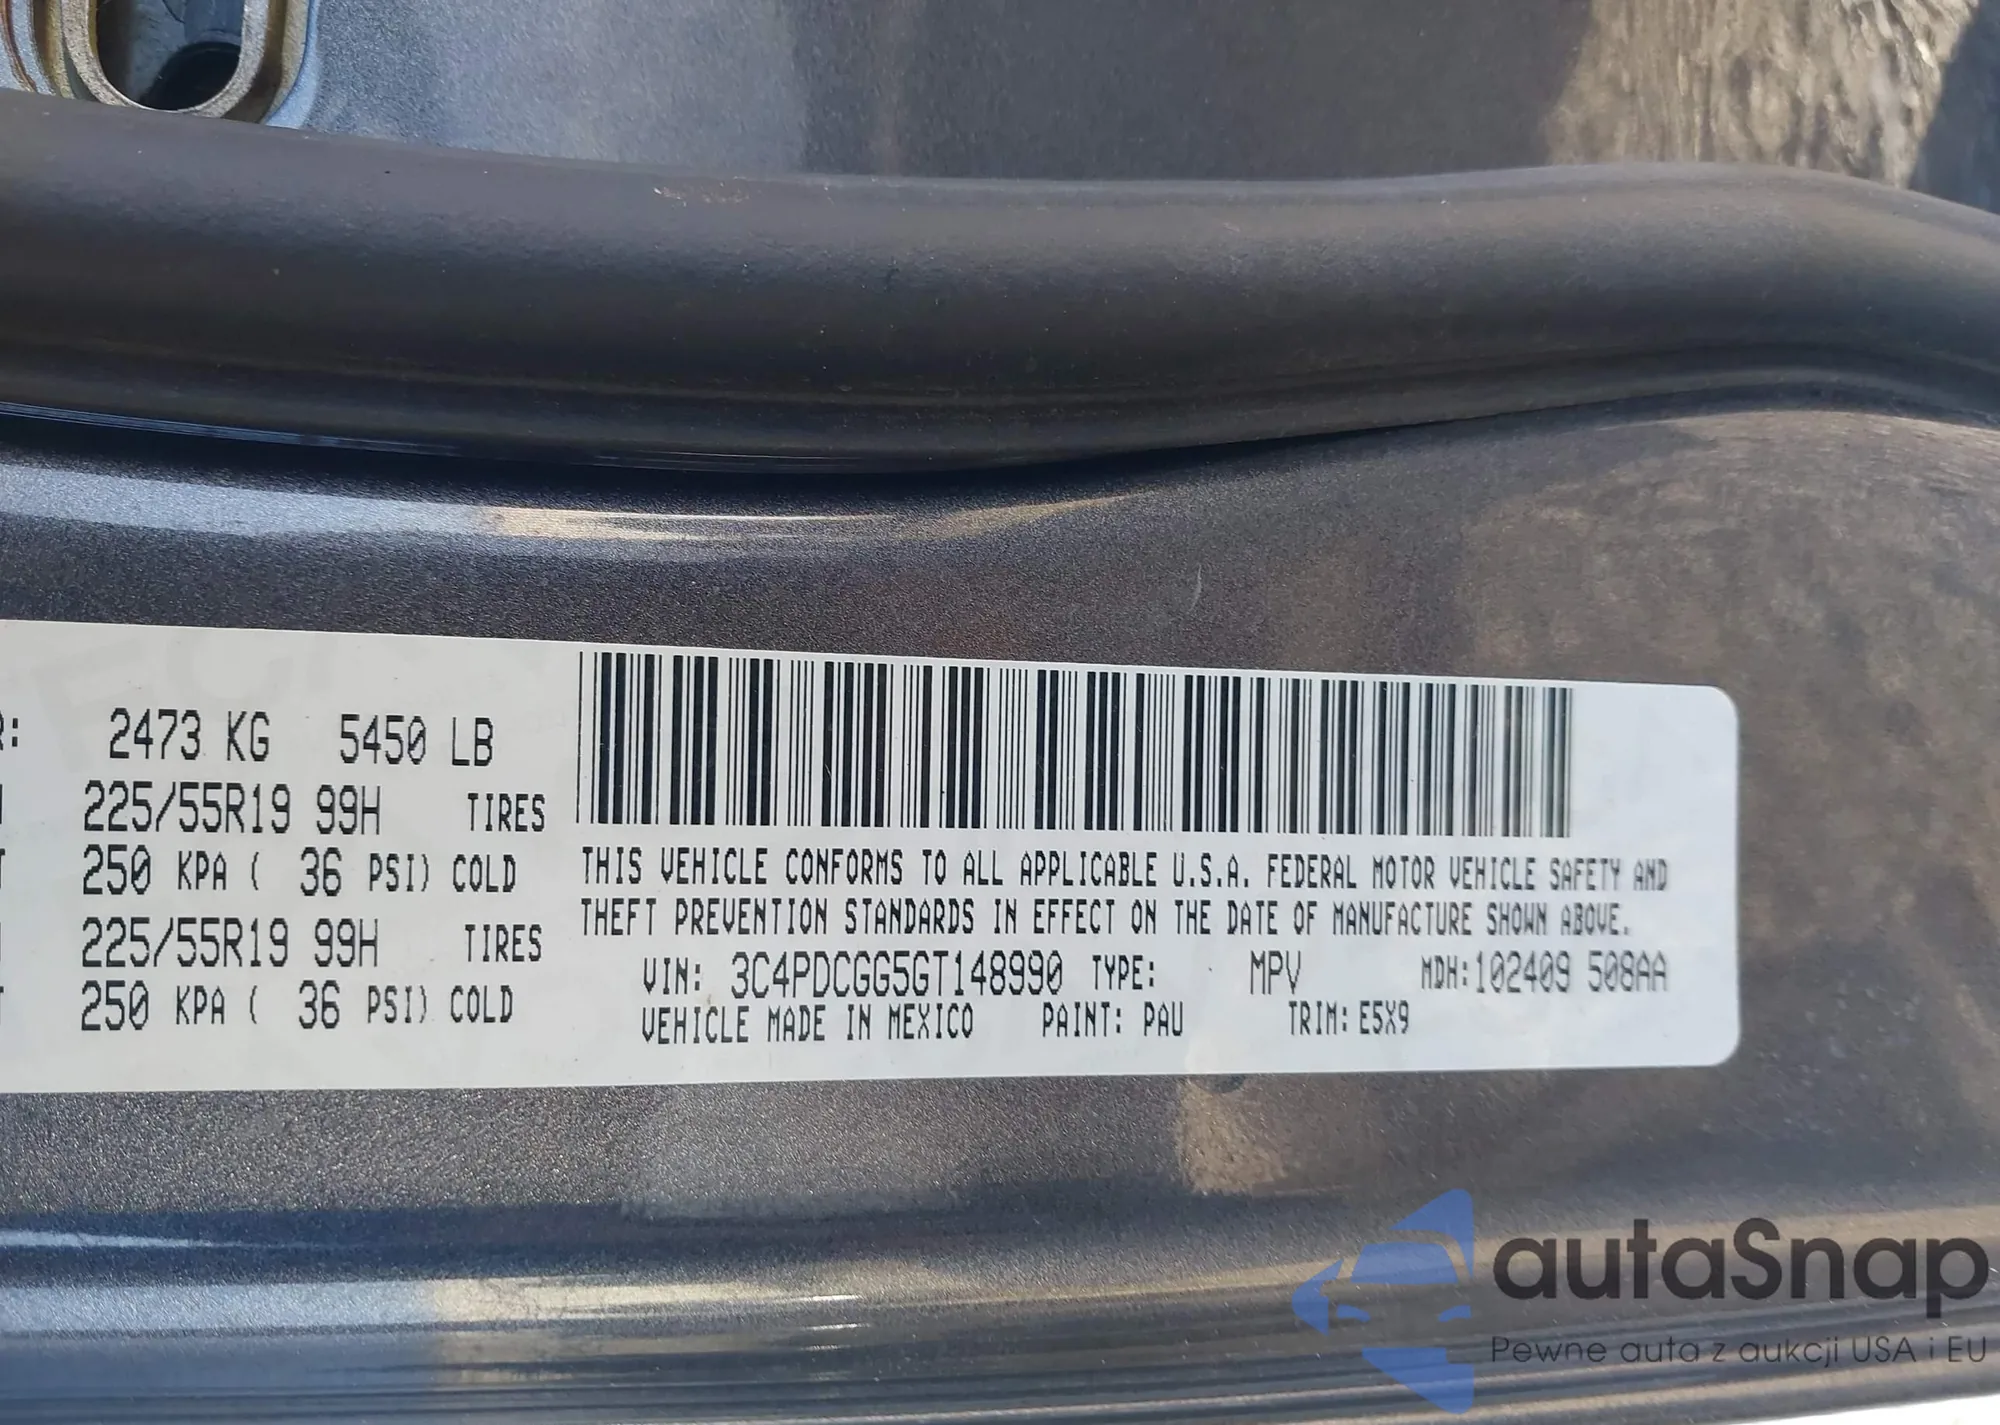 R: 2473 KG 5450 LB
225/55R19 99H TIRES
250 KPA ( 36 PSI) COLD
225/55R19 99H TIRES
250 KPA ( 36 PSI) COLD
THIS VEHICLE CONFORMS TO ALL APPLICABLE U.S.A. FEDERAL MOTOR VEHICLE SAFETY AND
THEFT PREVENTION STANDARDS IN EFFECT ON THE DATE OF MANUFACTURE SHOWN ABOVE.
VIN: 3C4PDCGG5GT148990 TYPE: MPV MDH:102409 508AA
VEHICLE MADE IN MEXICO PAINT: PAU TRIM: E5X9
autaSnap
Pewne auta z aukcji USA i EU